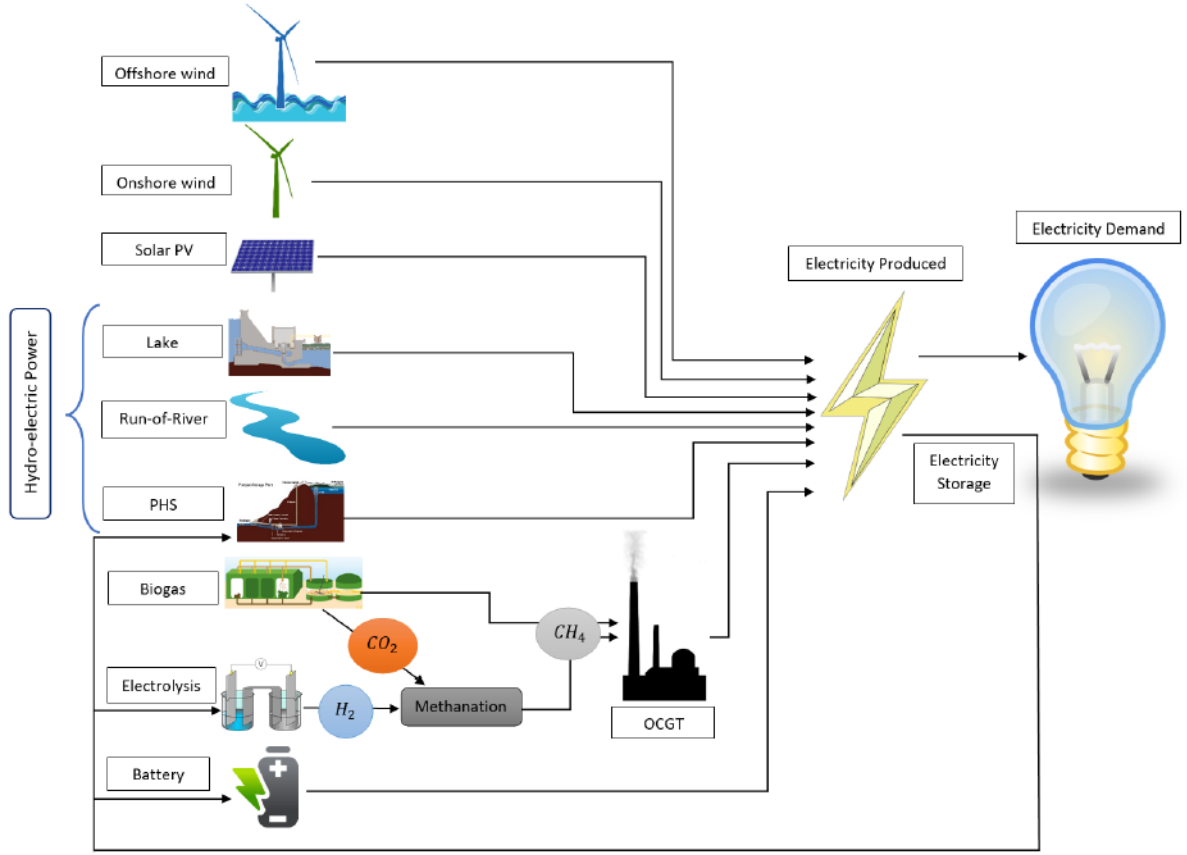 Offshore wind
Onshore wind
Solar PV
Hydro-electric Power
Lake
Run-of-River
PHS
Biogas
CO₂
CH₄
Electrolysis
V
H₂
Methanation
OCGT
Battery
Electricity Produced
Electricity Demand
Electricity
Storage